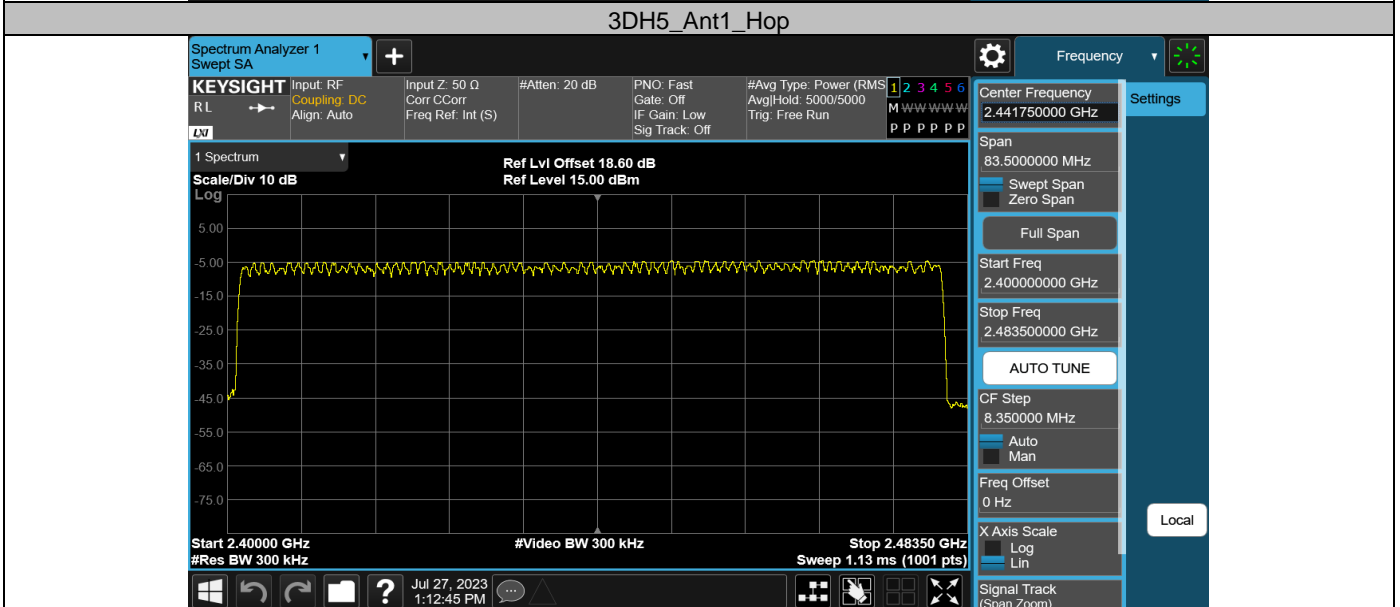 3DH5_Ant1_Hop
Spectrum Analyzer 1
Swept SA
Frequency
KEYSIGHT
R L
LXI
Input: RF
Coupling: DC
Align: Auto
Input Z: 50 Ω
Corr CCorr
Freq Ref: Int (S)
#Atten: 20 dB
PNO: Fast
Gate: Off
IF Gain: Low
Sig Track: Off
#Avg Type: Power (RMS
Avg|Hold: 5000/5000
Trig: Free Run
1 2 3 4 5 6
M W W W W W
P P P P P P
1 Spectrum
Scale/Div 10 dB
Ref Lvl Offset 18.60 dB
Ref Level 15.00 dBm
Log
5.00
-5.00
-15.0
-25.0
-35.0
-45.0
-55.0
-65.0
-75.0
Start 2.40000 GHz
#Res BW 300 kHz
#Video BW 300 kHz
Stop 2.48350 GHz
Sweep 1.13 ms (1001 pts)
Center Frequency
2.441750000 GHz
Settings
Span
83.5000000 MHz
Swept Span
Zero Span
Full Span
Start Freq
2.400000000 GHz
Stop Freq
2.483500000 GHz
AUTO TUNE
CF Step
8.350000 MHz
Auto
Man
Freq Offset
0 Hz
X Axis Scale
Log
Lin
Local
Signal Track
(Span Zoom)
?
Jul 27, 2023
1:12:45 PM